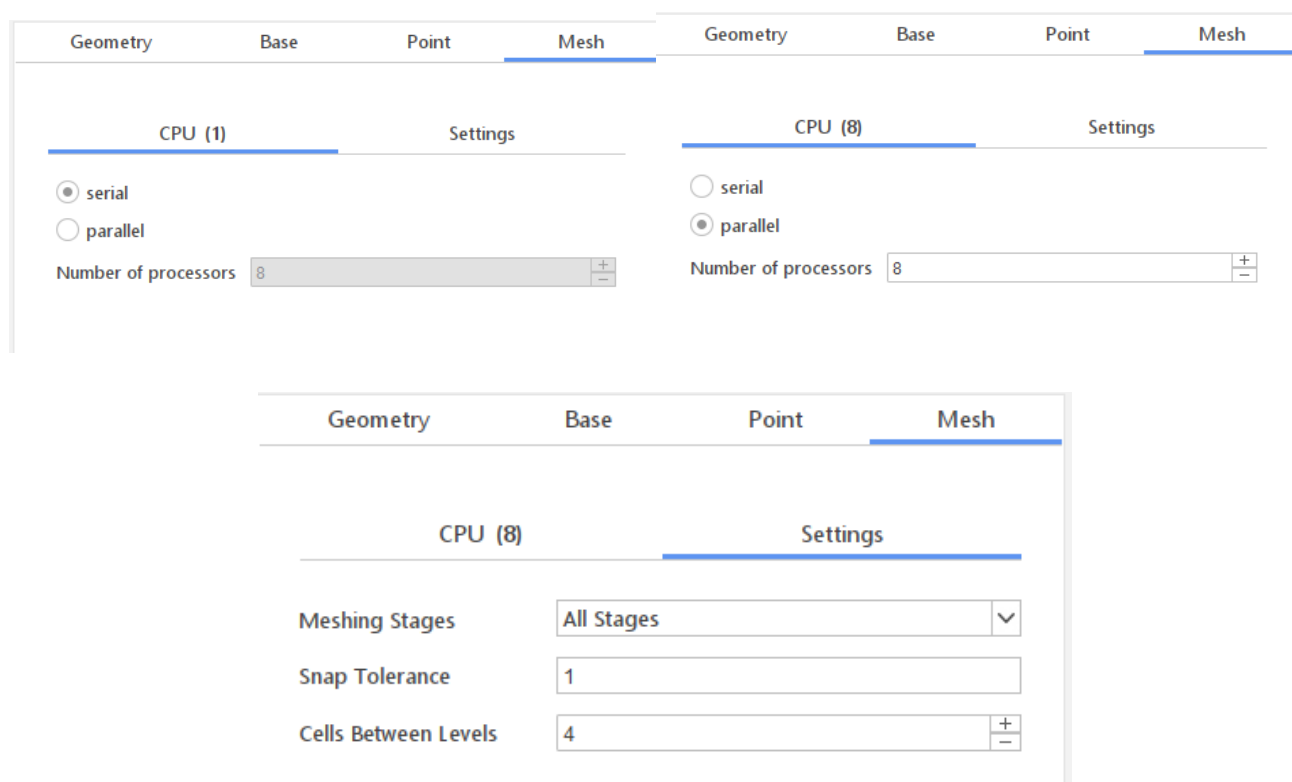 Geometry Base Point Mesh
CPU (1) Settings
serial
parallel
Number of processors 8 + −
Geometry Base Point Mesh
CPU (8) Settings
serial
parallel
Number of processors 8 + −
Geometry Base Point Mesh
CPU (8) Settings
Meshing Stages All Stages
Snap Tolerance 1
Cells Between Levels 4 + −